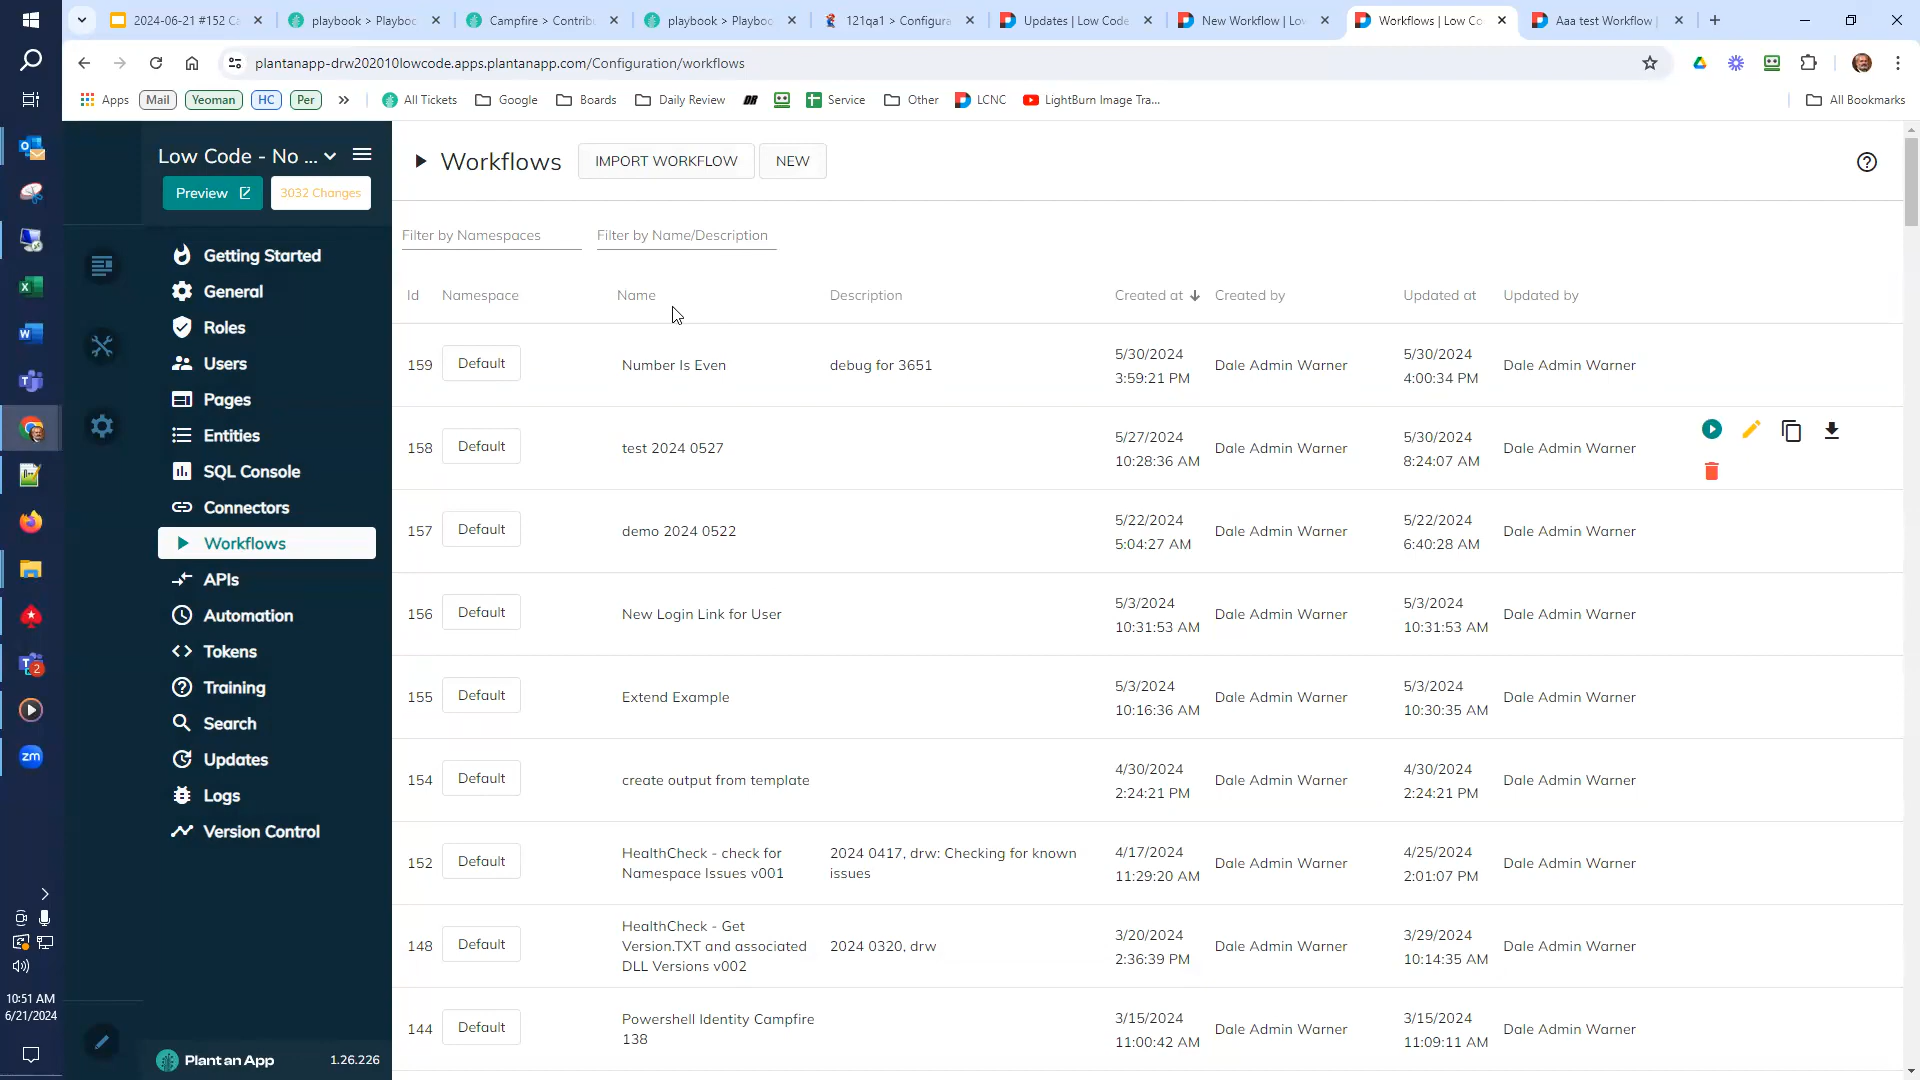 2024-06-21 #152 Ca
playbook > Playboo
Campfire > Contribu
playbook > Playboo
121qa1 > Configura
Updates | Low Code
New Workflow | Lo
Workflows | Low Co
Aaa test Workflow |
plantanapp-drw202010lowcode.apps.plantanapp.com/Configuration/workflows
Apps
Mail
Yeoman
HC
Per
All Tickets
Google
Boards
Daily Review
DR
Service
Other
LCNC
LightBurn Image Tra...
All Bookmarks
Low Code - No ...
Preview
3032 Changes
Workflows
IMPORT WORKFLOW
NEW
Filter by Namespaces
Filter by Name/Description
Getting Started
General
Roles
Users
Pages
Entities
SQL Console
Connectors
Workflows
APIs
Automation
Tokens
Training
Search
Updates
Logs
Version Control
Plant an App
1.26.226
Id Namespace Name Description Created at Created by Updated at Updated by
159 Default Number Is Even debug for 3651 5/30/2024 3:59:21 PM Dale Admin Warner 5/30/2024 4:00:34 PM Dale Admin Warner
158 Default test 2024 0527 5/27/2024 10:28:36 AM Dale Admin Warner 5/30/2024 8:24:07 AM Dale Admin Warner
157 Default demo 2024 0522 5/22/2024 5:04:27 AM Dale Admin Warner 5/22/2024 6:40:28 AM Dale Admin Warner
156 Default New Login Link for User 5/3/2024 10:31:53 AM Dale Admin Warner 5/3/2024 10:31:53 AM Dale Admin Warner
155 Default Extend Example 5/3/2024 10:16:36 AM Dale Admin Warner 5/3/2024 10:30:35 AM Dale Admin Warner
154 Default create output from template 4/30/2024 2:24:21 PM Dale Admin Warner 4/30/2024 2:24:21 PM Dale Admin Warner
152 Default HealthCheck - check for Namespace Issues v001 2024 0417, drw: Checking for known issues 4/17/2024 11:29:20 AM Dale Admin Warner 4/25/2024 2:01:07 PM Dale Admin Warner
148 Default HealthCheck - Get Version.TXT and associated DLL Versions v002 2024 0320, drw 3/20/2024 2:36:39 PM Dale Admin Warner 3/29/2024 10:14:35 AM Dale Admin Warner
144 Default Powershell Identity Campfire 138 3/15/2024 11:00:42 AM Dale Admin Warner 3/15/2024 11:09:11 AM Dale Admin Warner
zm
2
10:51 AM
6/21/2024